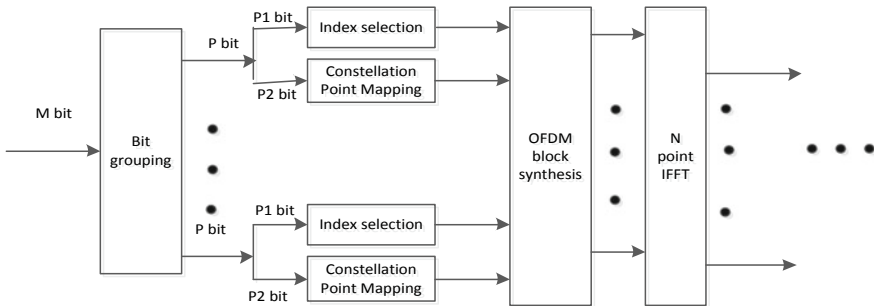 M bit
Bit
grouping
P bit
P1 bit
Index selection
P2 bit
Constellation
Point Mapping
P bit
P1 bit
Index selection
P2 bit
Constellation
Point Mapping
OFDM
block
synthesis
N
point
IFFT